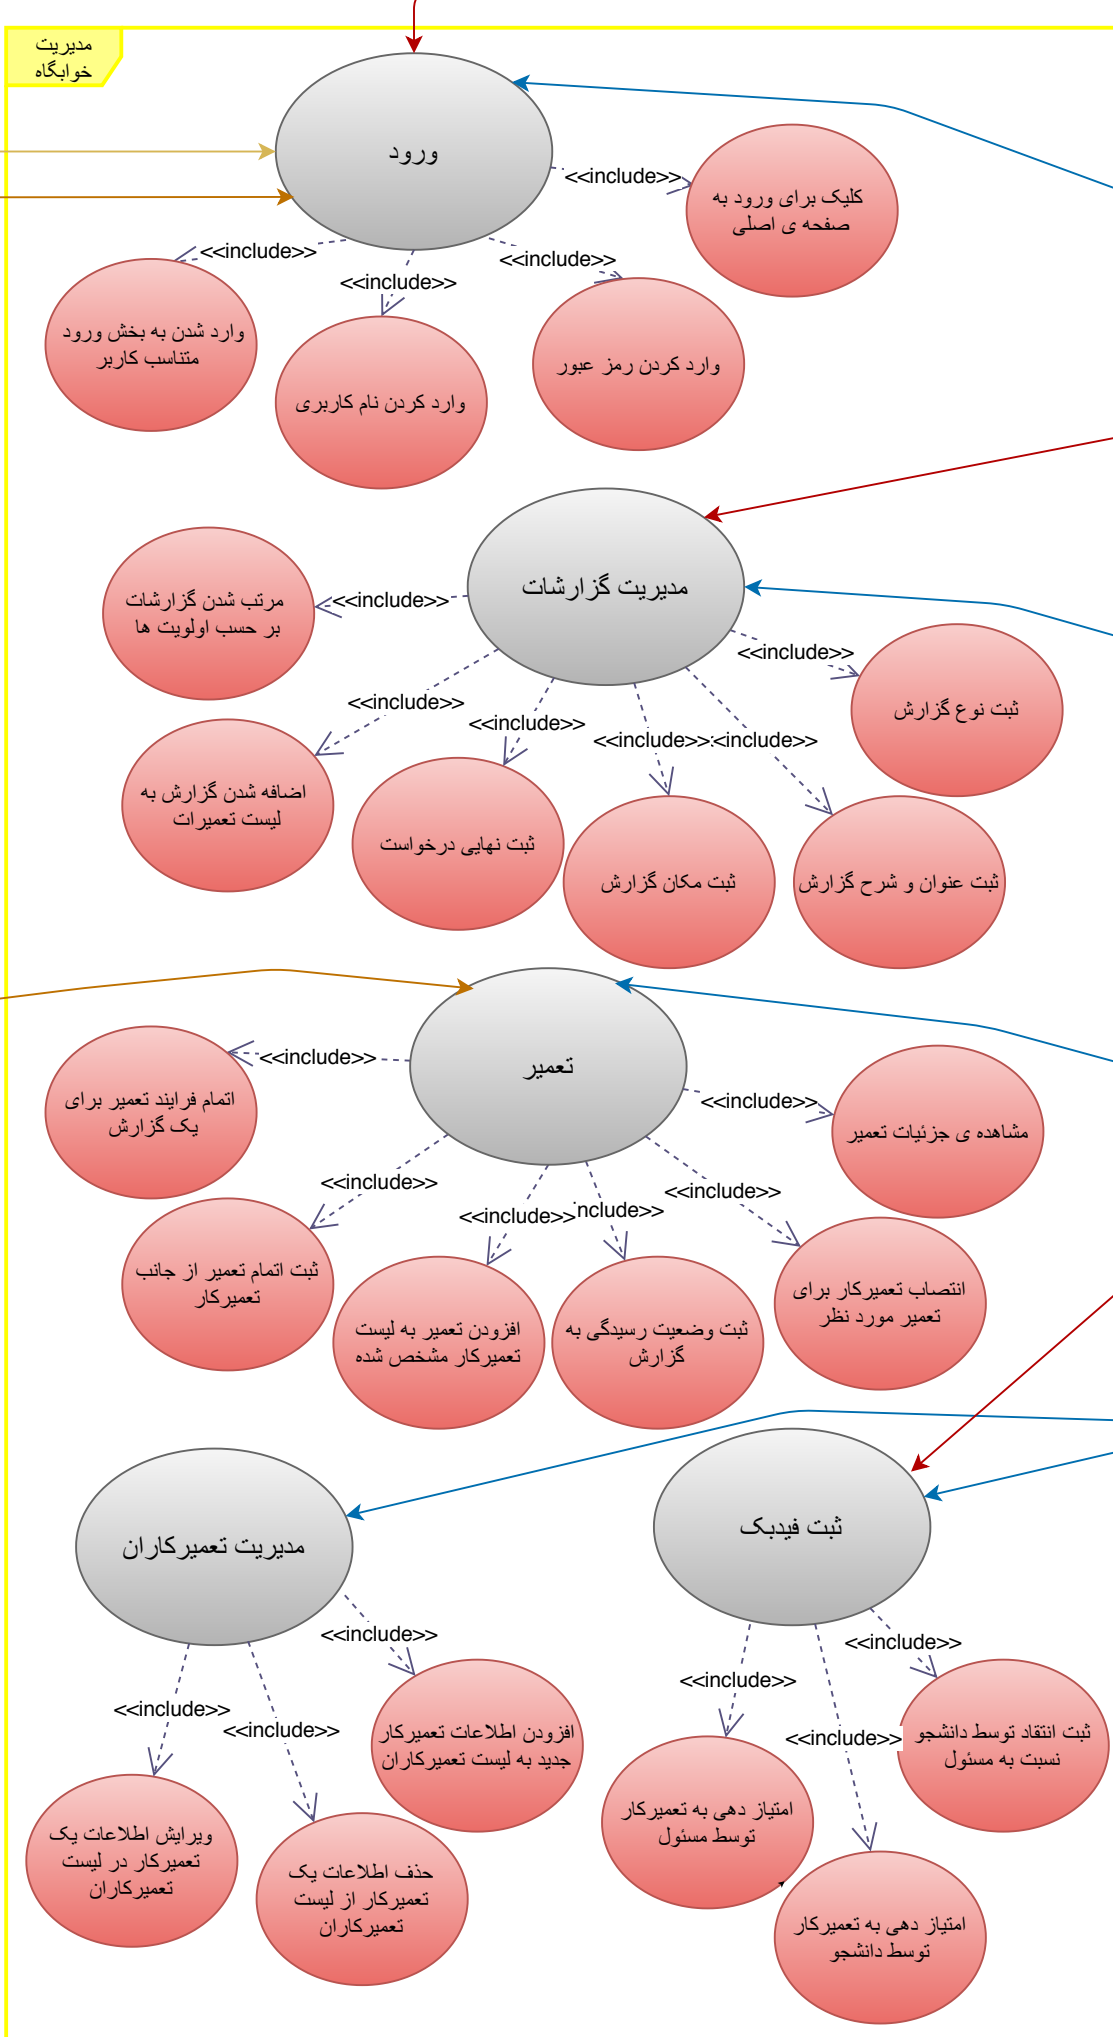 مدیریت
خوابگاه
ورود
<<include>>
کلیک برای ورود به
صفحه ی اصلی
<<include>>
<<include>>
<<include>>
وارد شدن به بخش ورود
متناسب کاربر
وارد کردن نام کاربری
وارد کردن رمز عبور
مدیریت گزارشات
<<include>>
مرتب شدن گزارشات
بر حسب اولویت ها
<<include>>
ثبت نوع گزارش
<<include>>
<<include>>
<<include>>
:<include>>
اضافه شدن گزارش به
لیست تعمیرات
ثبت نهایی درخواست
ثبت مکان گزارش
ثبت عنوان و شرح گزارش
تعمیر
<<include>>
اتمام فرایند تعمیر برای
یک گزارش
<<include>>
مشاهده ی جزئیات تعمیر
<<include>>
<<include>>
include>>
<<include>>
ثبت اتمام تعمیر از جانب
تعمیرکار
افزودن تعمیر به لیست
تعمیرکار مشخص شده
ثبت وضعیت رسیدگی به
گزارش
انتصاب تعمیرکار برای
تعمیر مورد نظر
مدیریت تعمیرکاران
<<include>>
<<include>>
<<include>>
افزودن اطلاعات تعمیرکار
جدید به لیست تعمیرکاران
ویرایش اطلاعات یک
تعمیرکار در لیست
تعمیرکاران
حذف اطلاعات یک
تعمیرکار از لیست
تعمیرکاران
ثبت فیدبک
<<include>>
<<include>>
<<include>>
ثبت انتقاد توسط دانشجو
نسبت به مسئول
امتیاز دهی به تعمیرکار
توسط مسئول
امتیاز دهی به تعمیرکار
توسط دانشجو